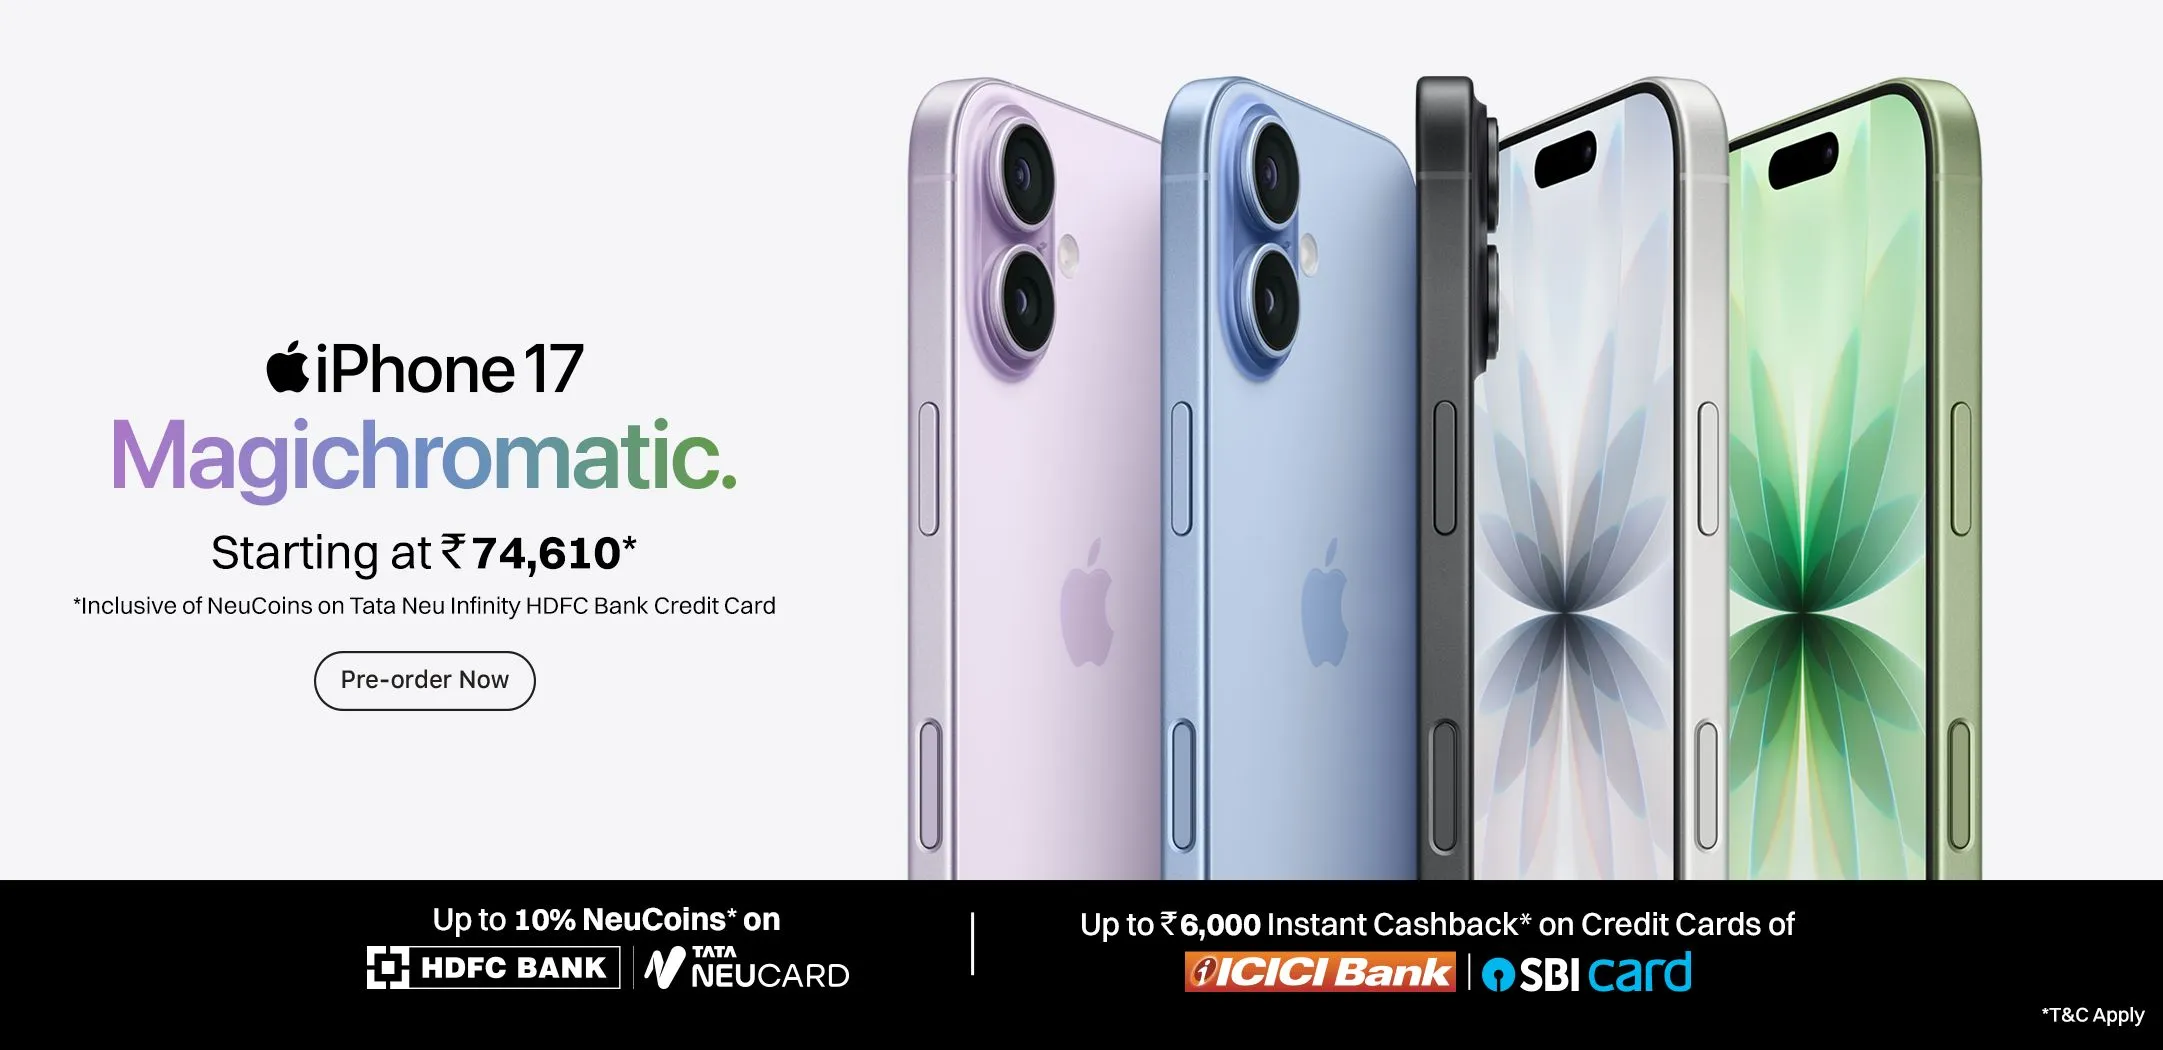 iPhone 17
Magichromatic.
Starting at ₹74,610*
*Inclusive of NeuCoins on Tata Neu Infinity HDFC Bank Credit Card
Pre-order Now
Up to 10% NeuCoins* on
HDFC BANK
TATA
NEUCARD
Up to ₹6,000 Instant Cashback* on Credit Cards of
ICICI Bank
SBI card
*T&C Apply